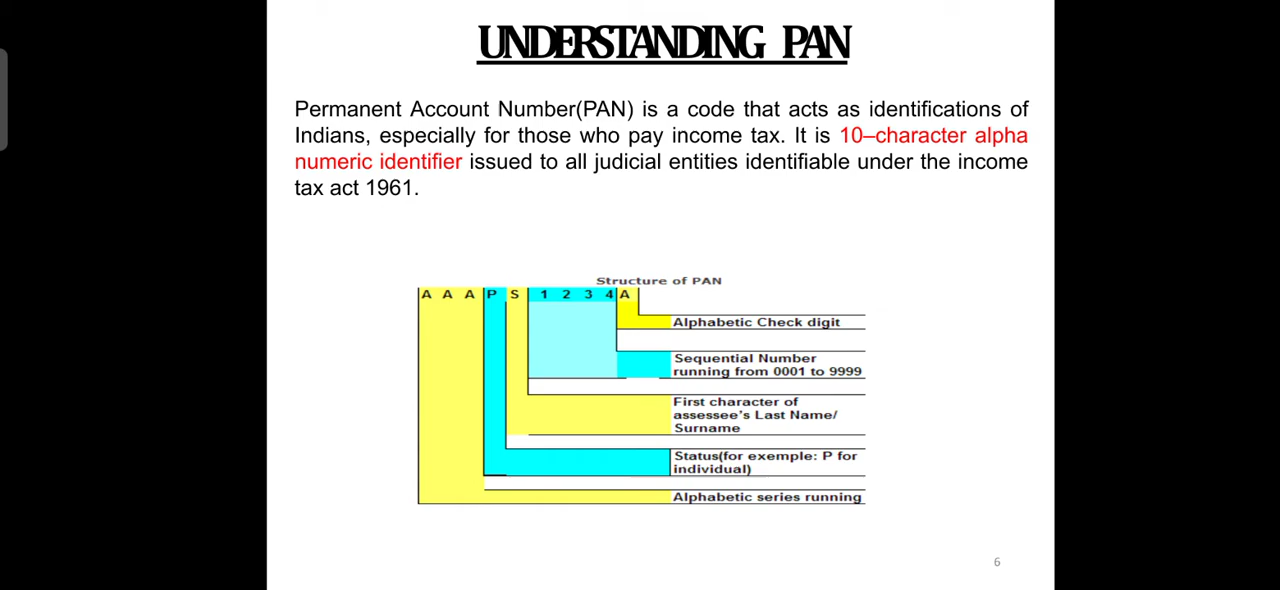 UNDERSTANDING PAN
Permanent Account Number(PAN) is a code that acts as identifications of
Indians, especially for those who pay income tax. It is 10–character alpha
numeric identifier issued to all judicial entities identifiable under the income
tax act 1961.
Structure of PAN
A A A P S 1 2 3 4 A
Alphabetic Check digit
Sequential Number
running from 0001 to 9999
First character of
assessee's Last Name/
Surname
Status(for exemple: P for
individual)
Alphabetic series running
6